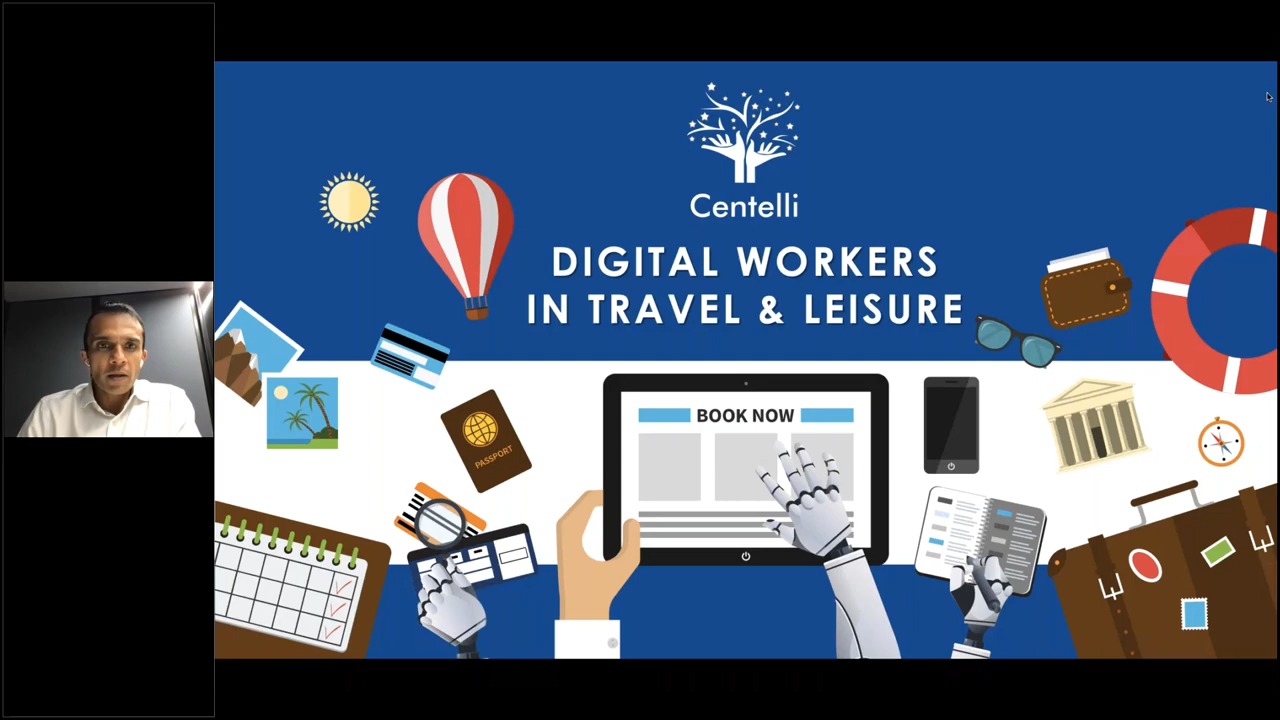 Centelli
DIGITAL WORKERS
IN TRAVEL & LEISURE
BOOK NOW
PASSPORT